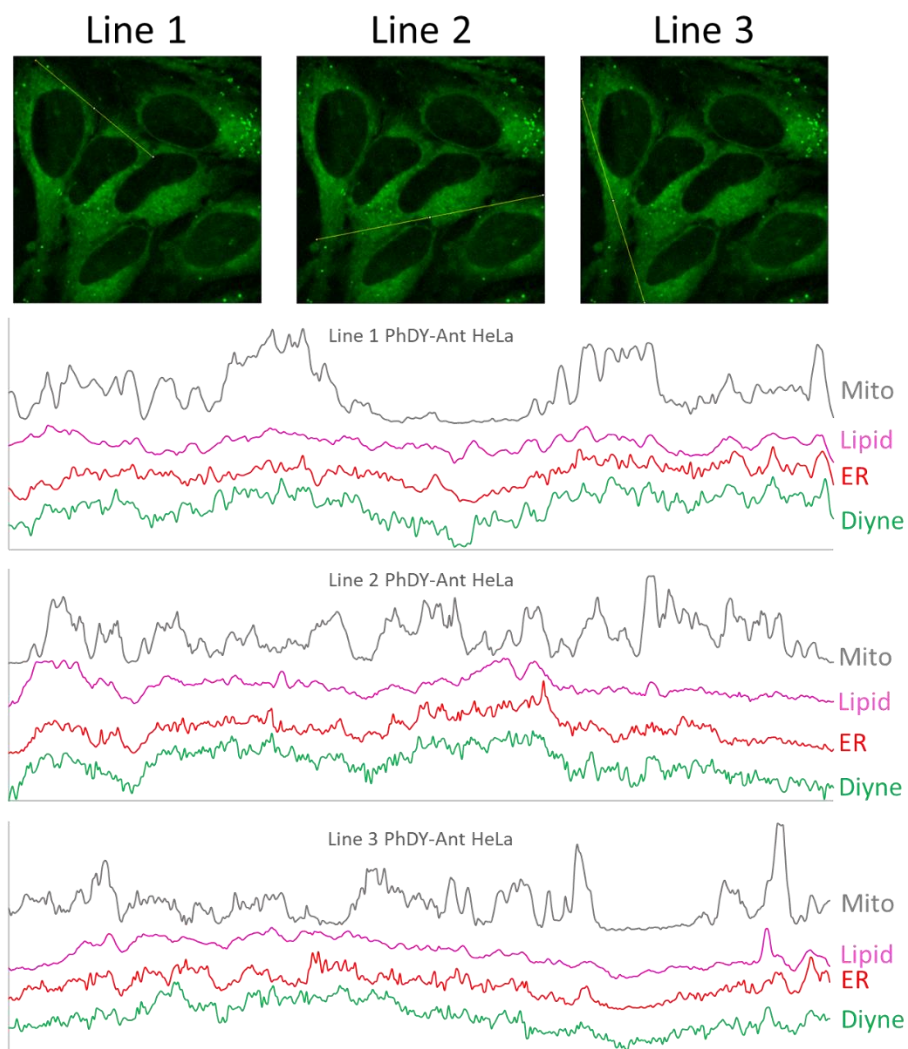 Line 1
Line 2
Line 3
Line 1 PhDY-Ant HeLa
Mito
Lipid
ER
Diyne
Line 2 PhDY-Ant HeLa
Mito
Lipid
ER
Diyne
Line 3 PhDY-Ant HeLa
Mito
Lipid
ER
Diyne